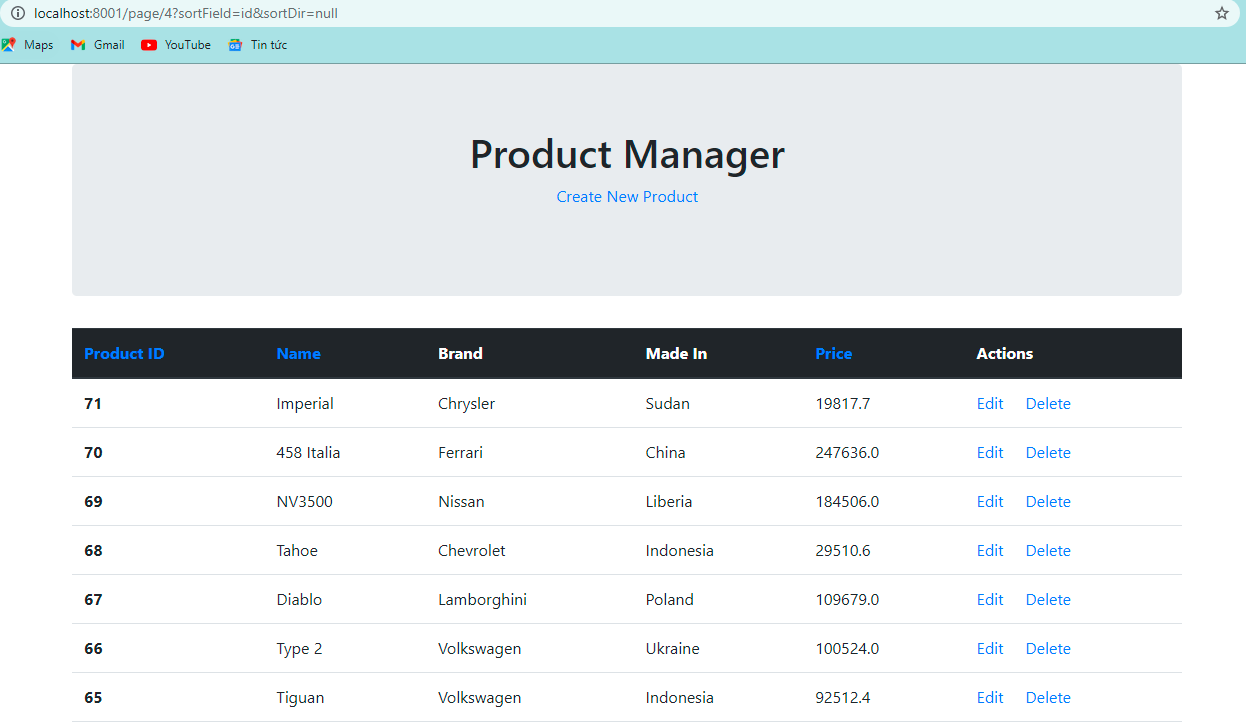 localhost:8001/page/4?sortField=id&sortDir=null
Maps Gmail YouTube Tin tức
Product Manager
Create New Product
Product ID Name Brand Made In Price Actions
71 Imperial Chrysler Sudan 19817.7 Edit Delete
70 458 Italia Ferrari China 247636.0 Edit Delete
69 NV3500 Nissan Liberia 184506.0 Edit Delete
68 Tahoe Chevrolet Indonesia 29510.6 Edit Delete
67 Diablo Lamborghini Poland 109679.0 Edit Delete
66 Type 2 Volkswagen Ukraine 100524.0 Edit Delete
65 Tiguan Volkswagen Indonesia 92512.4 Edit Delete